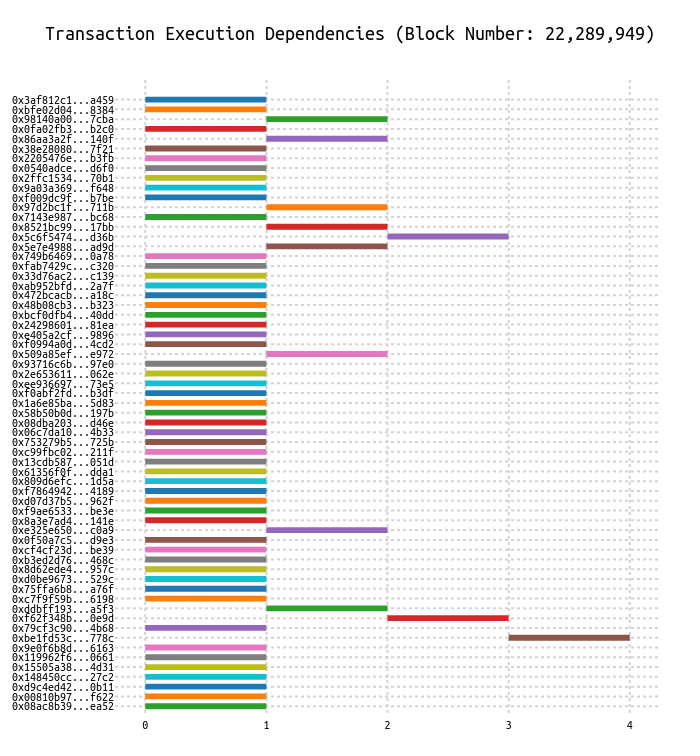 Transaction Execution Dependencies (Block Number: 22,289,949)
0x3af812c1...a459
0xbfe02d04...8384
0x98140a00...7cba
0x0fa02fb3...b2c0
0x86aa3a2f...140f
0x38e28080...7f21
0x2205476e...b3fb
0x0540adce...d6f0
0x2ffc1534...70b1
0x9a03a369...f648
0xf009dc9f...b7be
0x97d2bc1f...711b
0x7143e987...bc68
0x8521bc99...17bb
0x5c6f5474...d36b
0x5e7e4988...ad9d
0x749b6469...0a78
0xfab7429c...c320
0x33d76ac2...c139
0xab952bfd...2a7f
0x472bcacb...a18c
0x48b08cb3...b323
0xbcf0dfb4...40dd
0x24298601...81ea
0xe405a2cf...9896
0xf0994a0d...4cd2
0x509a85ef...e972
0x93716c6b...97e0
0x2e653611...062e
0xee936697...73e5
0xf0abf2fd...b3df
0x1a6e85ba...5d83
0x58b50b0d...197b
0x08dba203...d46e
0x06c7da10...4b33
0x753279b5...725b
0xc99fbc02...211f
0x13cdb587...051d
0x61356f0f...dda1
0x809d6efc...1d5a
0xf7864942...4189
0xd07d37b5...962f
0xf9ae6533...be3e
0x8a3e7ad4...141e
0xe325e650...c0a9
0x0f50a7c5...d9e3
0xcf4cf23d...be39
0xb3ed2d76...468c
0x8d62ede4...957c
0xd0be9673...529c
0x75ffa6b8...a76f
0xc7f9f59b...6198
0xddbff193...a5f3
0xf62f348b...0e9d
0x79cf3c90...4b68
0xbe1fd53c...778c
0x9e0f6b8d...6163
0x119962f6...0661
0x15505a38...4d31
0x148450cc...27c2
0xd9c4ed42...0b11
0x00810b97...f622
0x08ac8b39...ea52
0 1 2 3 4